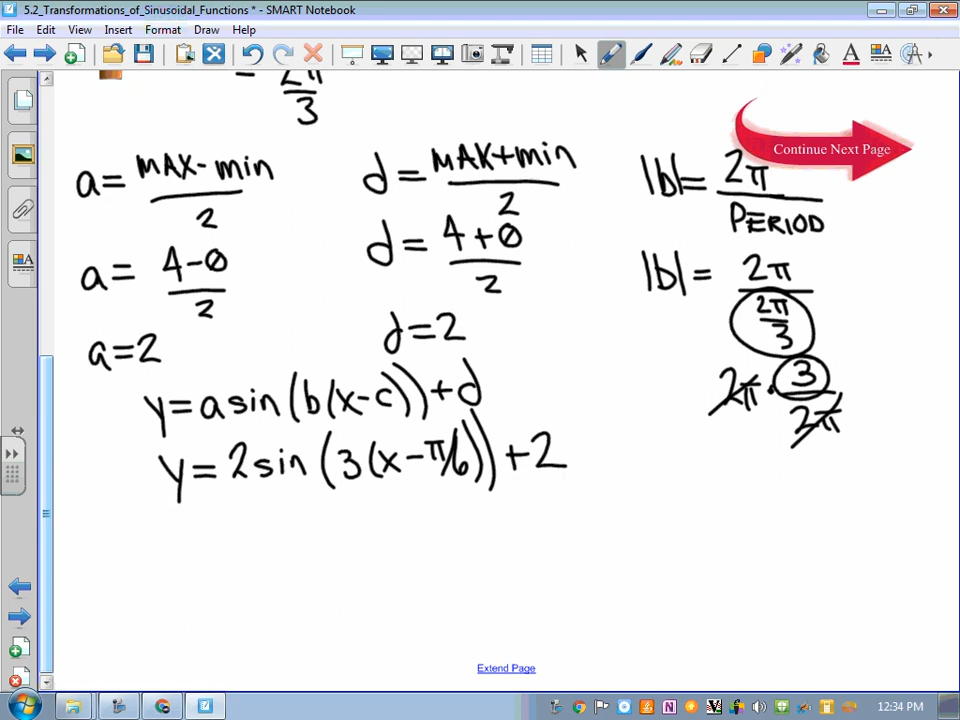 5.2_Transformations_of_Sinusoidal_Functions * - SMART Notebook
File Edit View Insert Format Draw Help
= 2π/3
Continue Next Page
a = MAX - min / 2
d = MAX + min / 2
|b| = 2π / PERIOD
a = 4 - 0 / 2
d = 4 + 0 / 2
|b| = 2π / 2π/3
a = 2
d = 2
2π · 3 / 2π
y = a sin (b(x - c)) + d
y = 2 sin (3(x - π/6)) + 2
Extend Page
12:34 PM